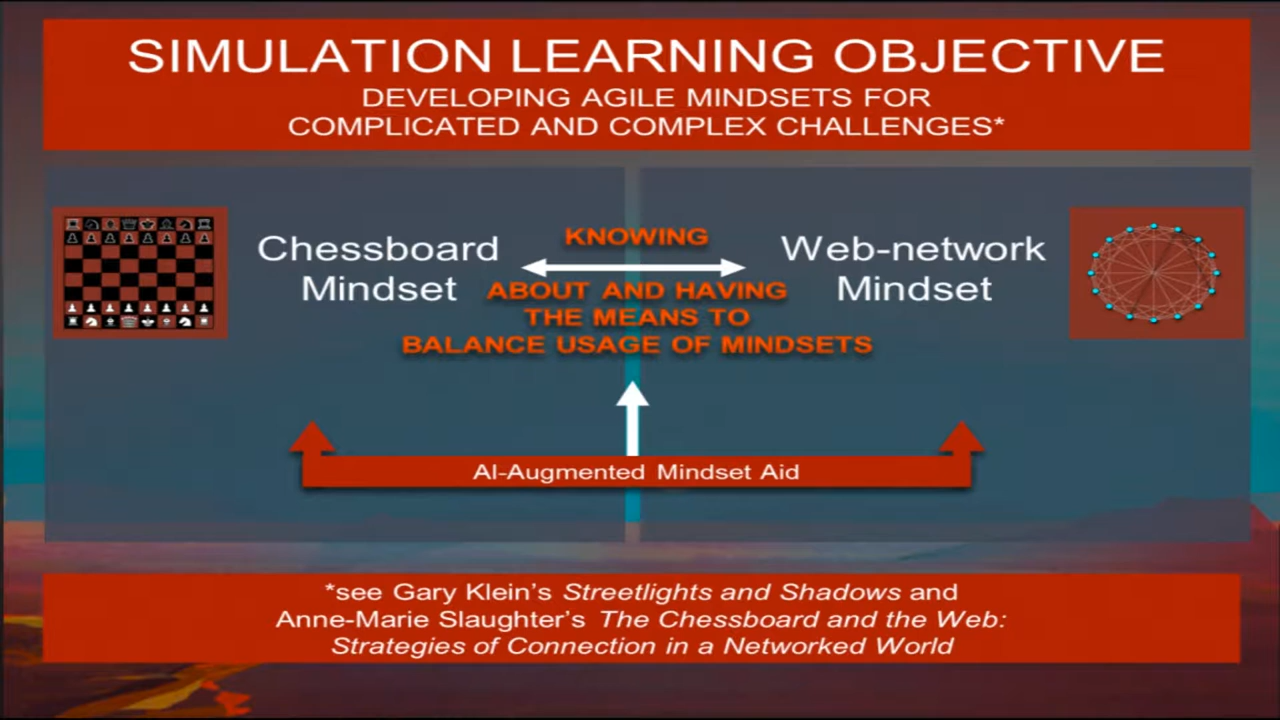 SIMULATION LEARNING OBJECTIVE
DEVELOPING AGILE MINDSETS FOR
COMPLICATED AND COMPLEX CHALLENGES*
Chessboard
Mindset
KNOWING
ABOUT AND HAVING
THE MEANS TO
BALANCE USAGE OF MINDSETS
Web-network
Mindset
AI-Augmented Mindset Aid
*see Gary Klein's Streetlights and Shadows and
Anne-Marie Slaughter's The Chessboard and the Web:
Strategies of Connection in a Networked World